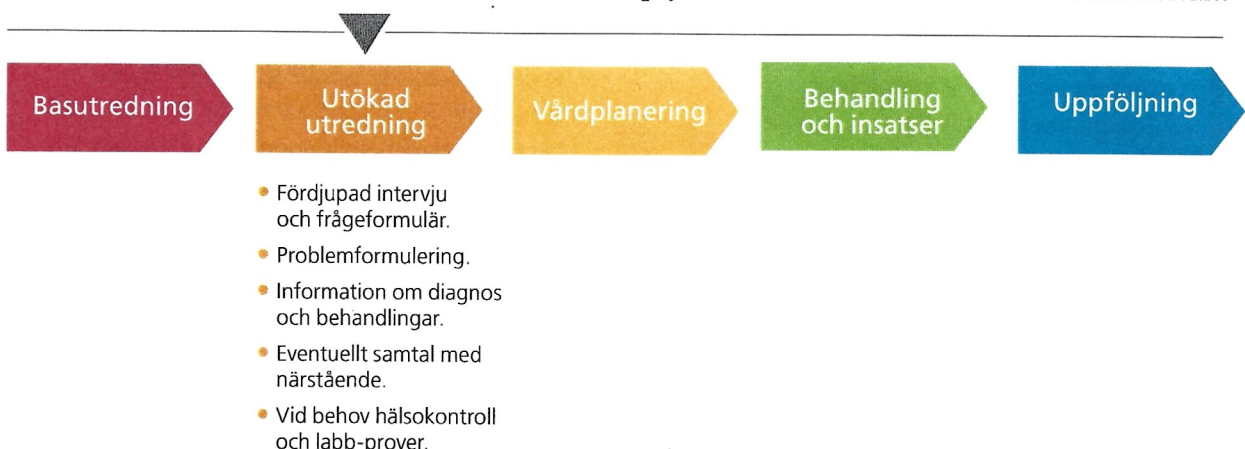 Basutredning
Utökad
utredning
Vårdplanering
Behandling
och insatser
Uppföljning
• Fördjupad intervju
och frågeformulär.
• Problemformulering.
• Information om diagnos
och behandlingar.
• Eventuellt samtal med
närstående.
• Vid behov hälsokontroll
och labb-prover.